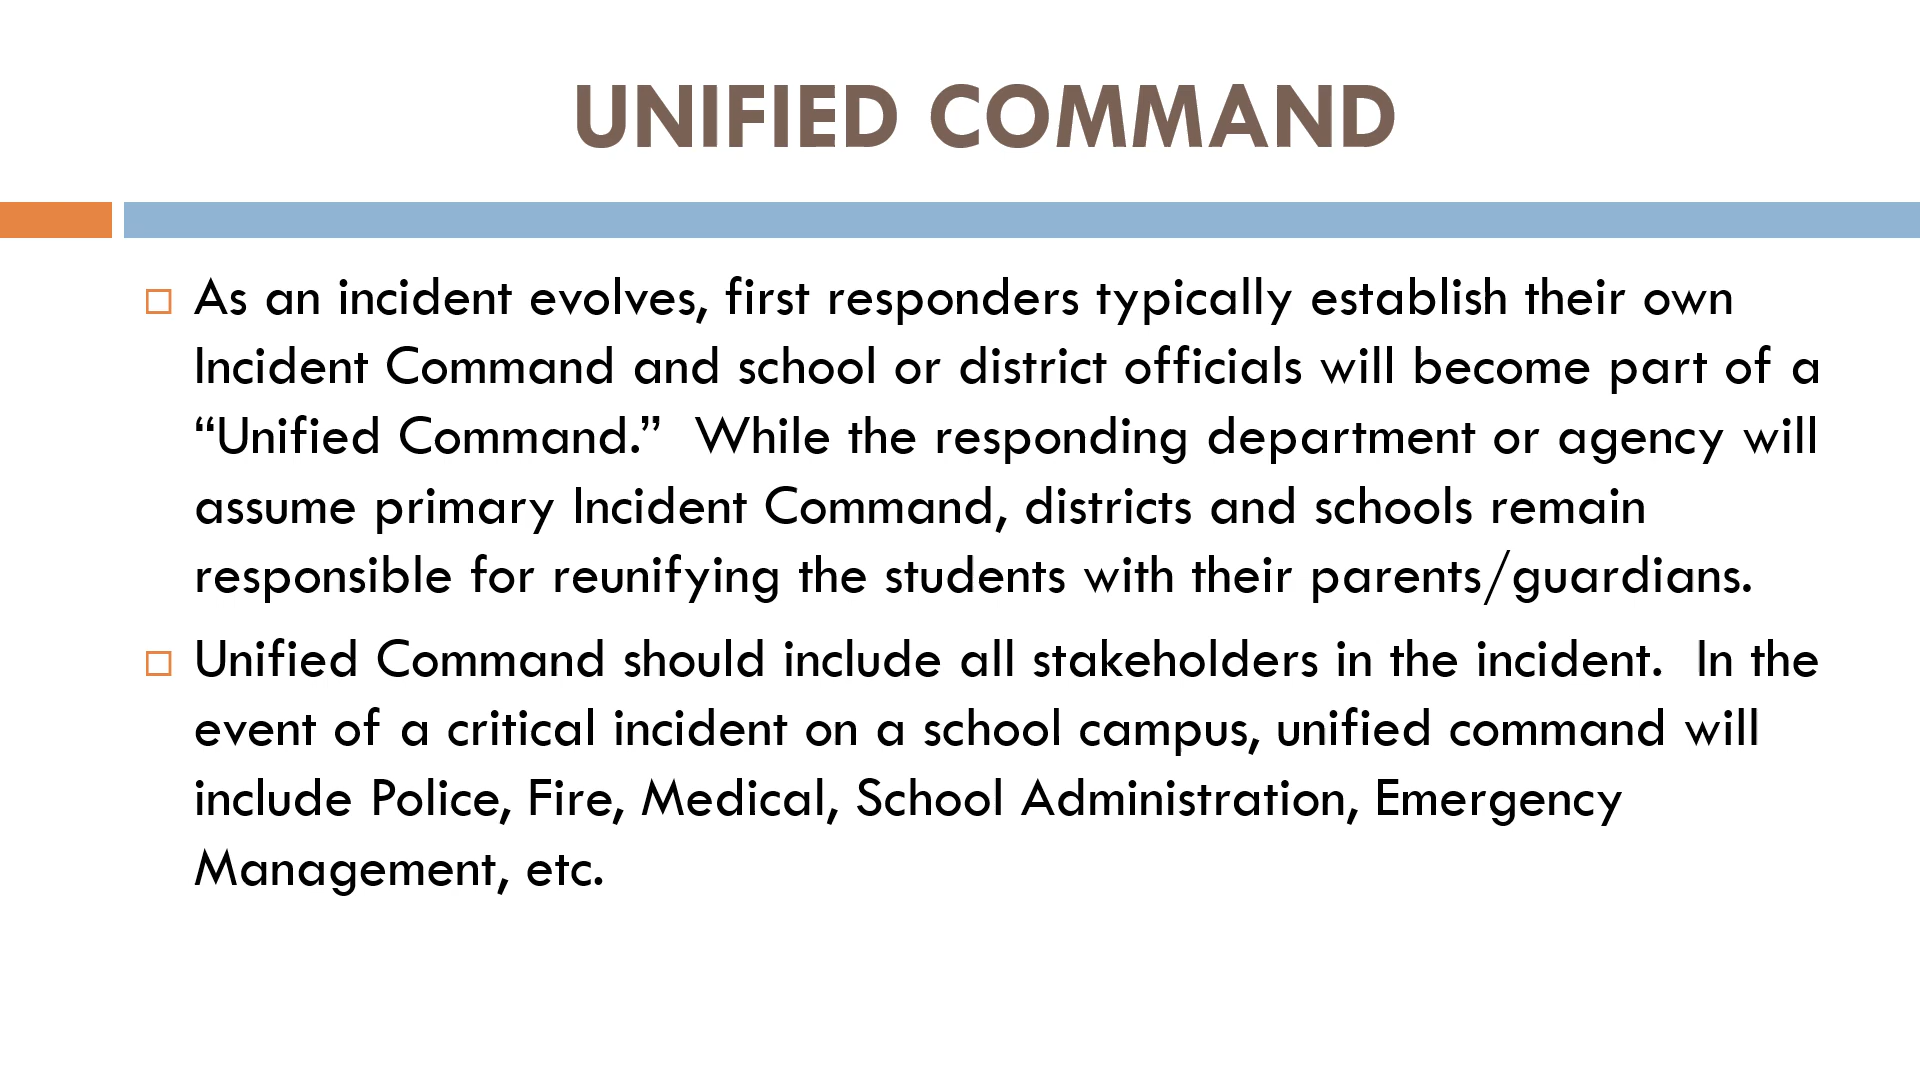 UNIFIED COMMAND
As an incident evolves, first responders typically establish their own
Incident Command and school or district officials will become part of a
“Unified Command.”  While the responding department or agency will
assume primary Incident Command, districts and schools remain
responsible for reunifying the students with their parents/guardians.
Unified Command should include all stakeholders in the incident.  In the
event of a critical incident on a school campus, unified command will
include Police, Fire, Medical, School Administration, Emergency
Management, etc.